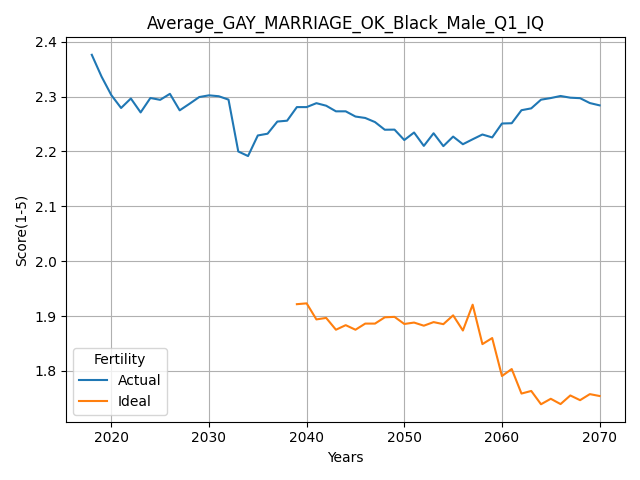 Average_GAY_MARRIAGE_OK_Black_Male_Q1_IQ
2.4
2.3
2.2
2.1
2.0
1.9
1.8
Score(1-5)
Fertility
Actual
Ideal
2020 2030 2040 2050 2060 2070
Years